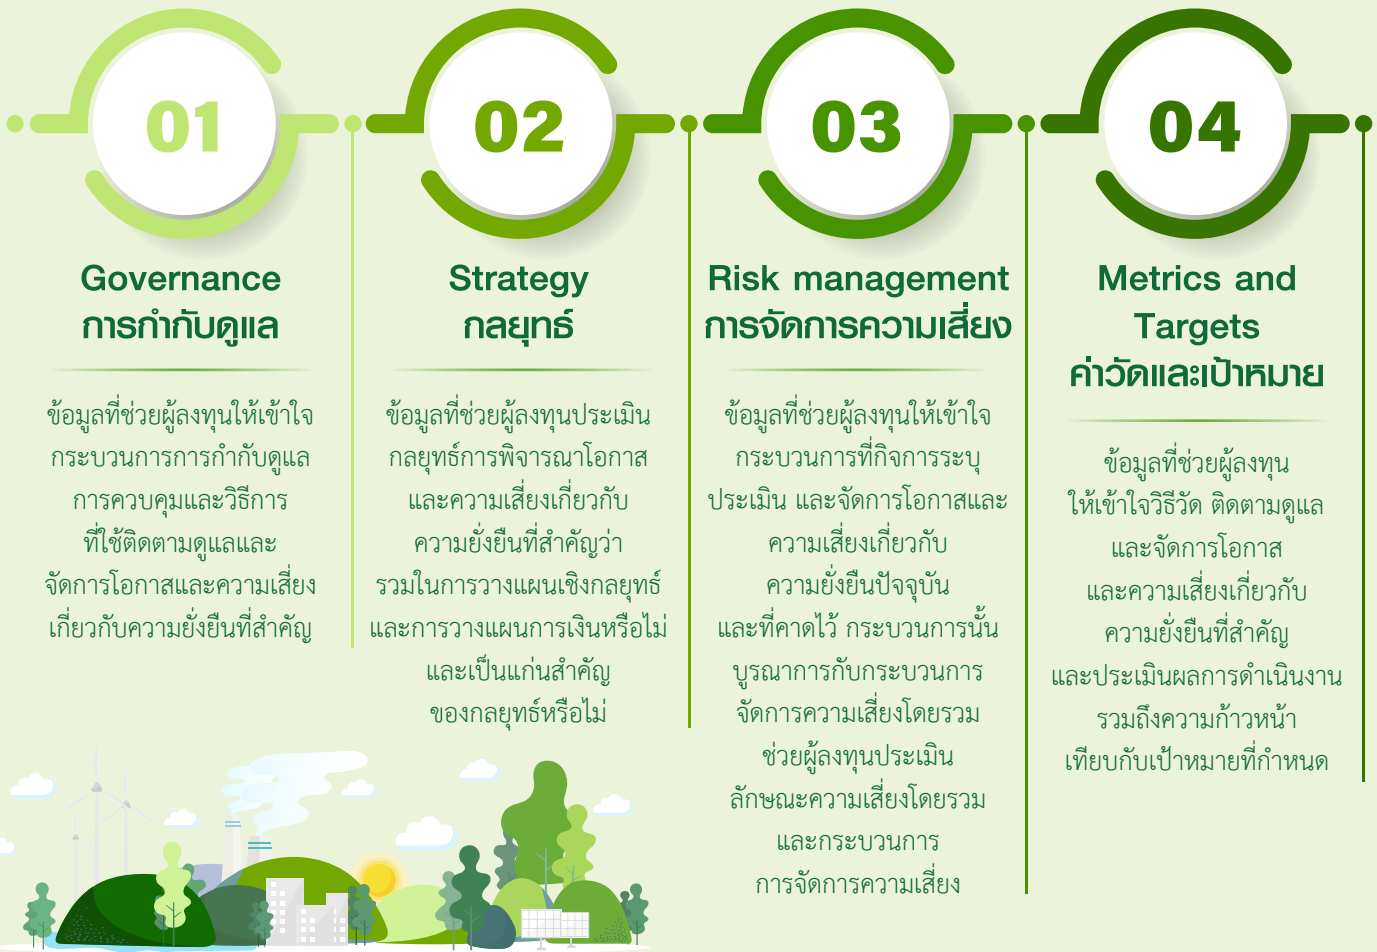 01
Governance
การกำกับดูแล
ข้อมูลที่ช่วยผู้ลงทุนให้เข้าใจ
กระบวนการการกำกับดูแล
การควบคุมและวิธีการ
ที่ใช้ติดตามดูแลและ
จัดการโอกาสและความเสี่ยง
เกี่ยวกับความยั่งยืนที่สำคัญ
02
Strategy
กลยุทธ์
ข้อมูลที่ช่วยผู้ลงทุนประเมิน
กลยุทธ์การพิจารณาโอกาส
และความเสี่ยงเกี่ยวกับ
ความยั่งยืนที่สำคัญว่า
รวมในการวางแผนเชิงกลยุทธ์
และการวางแผนการเงินหรือไม่
และเป็นแก่นสำคัญ
ของกลยุทธ์หรือไม่
03
Risk management
การจัดการความเสี่ยง
ข้อมูลที่ช่วยผู้ลงทุนให้เข้าใจ
กระบวนการที่กิจการระบุ
ประเมิน และจัดการโอกาสและ
ความเสี่ยงเกี่ยวกับ
ความยั่งยืนปัจจุบัน
และที่คาดไว้ กระบวนการนั้น
บูรณาการกับกระบวนการ
จัดการความเสี่ยงโดยรวม
ช่วยผู้ลงทุนประเมิน
ลักษณะความเสี่ยงโดยรวม
และกระบวนการ
การจัดการความเสี่ยง
04
Metrics and
Targets
ค่าวัดและเป้าหมาย
ข้อมูลที่ช่วยผู้ลงทุน
ให้เข้าใจวิธีวัด ติดตามดูแล
และจัดการโอกาส
และความเสี่ยงเกี่ยวกับ
ความยั่งยืนที่สำคัญ
และประเมินผลการดำเนินงาน
รวมถึงความก้าวหน้า
เทียบกับเป้าหมายที่กำหนด